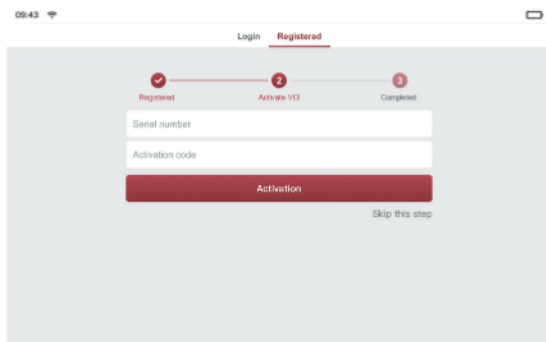 09:43
Login Registered
2 3
Registered Activate VCI Completed
Serial number
Activation code
Activation
Skip this step